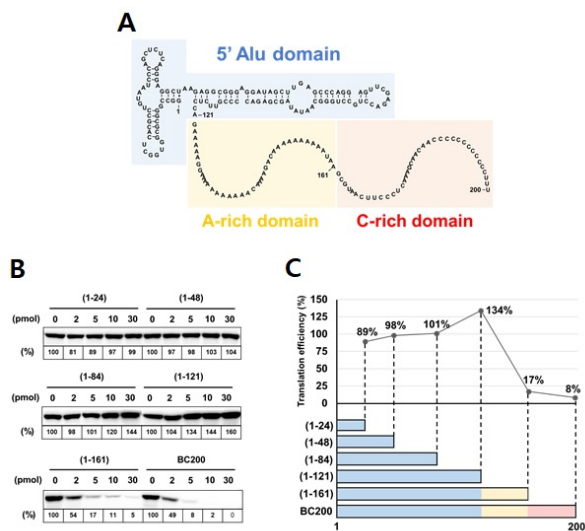 A
5' Alu domain
1
A-121
161
200
A-rich domain
C-rich domain
B
(1-24) (1-48)
(pmol) 0 2 5 10 30 0 2 5 10 30
(%) 100 81 89 97 99 100 97 98 103 104
(1-84) (1-121)
(pmol) 0 2 5 10 30 0 2 5 10 30
(%) 100 98 101 120 144 100 104 134 144 160
(1-161) BC200
(pmol) 0 2 5 10 30 0 2 5 10 30
(%) 100 54 17 11 5 100 49 8 2 0
C
Translation efficiency (%)
150
125
100
75
50
25
0
89% 98% 101% 134% 17% 8%
(1-24)
(1-48)
(1-84)
(1-121)
(1-161)
BC200
1 200